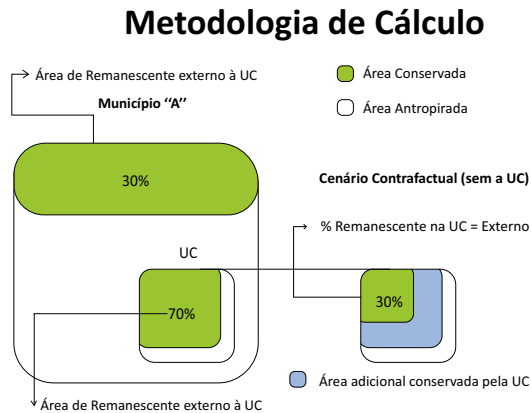 Metodologia de Cálculo
Área de Remanescente externo à UC
Município “A”
Área Conservada
Área Antropirada
30%
Cenário Contrafactual (sem a UC)
% Remanescente na UC = Externo
UC
70%
30%
Área adicional conservada pela UC
Área de Remanescente externo à UC